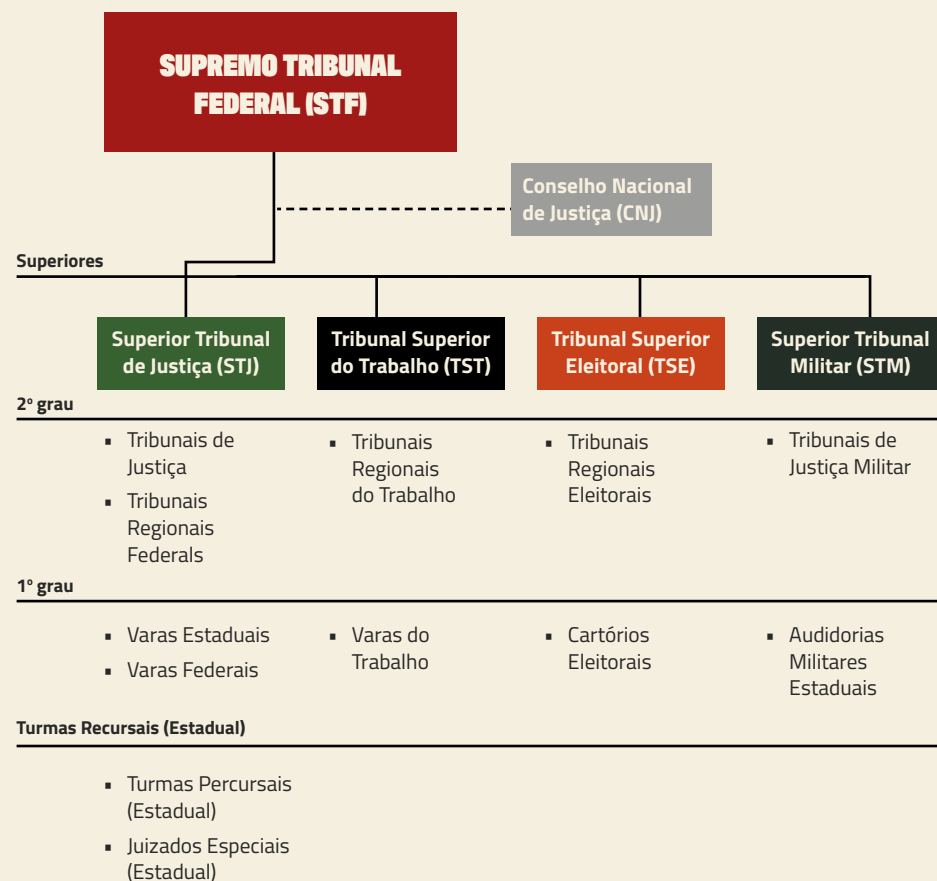 SUPREMO TRIBUNAL
FEDERAL (STF)
Conselho Nacional
de Justiça (CNJ)
Superiores
Superior Tribunal
de Justiça (STJ)
Tribunal Superior
do Trabalho (TST)
Tribunal Superior
Eleitoral (TSE)
Superior Tribunal
Militar (STM)
2º grau
▪ Tribunais de
Justiça
▪ Tribunais
Regionais
Federals
▪ Tribunais
Regionais
do Trabalho
▪ Tribunais
Regionais
Eleitorais
▪ Tribunais de
Justiça Militar
1º grau
▪ Varas Estaduais
▪ Varas Federais
▪ Varas do
Trabalho
▪ Cartórios
Eleitorais
▪ Audidorias
Militares
Estaduais
Turmas Recursais (Estadual)
▪ Turmas Percursais
(Estadual)
▪ Juizados Especiais
(Estadual)